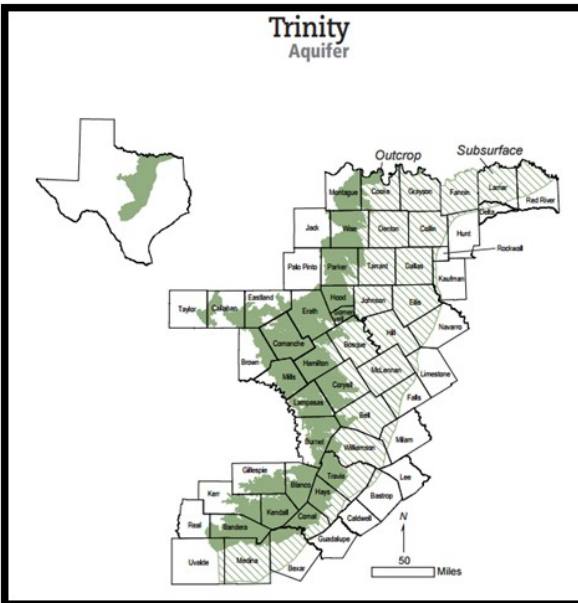 Trinity
Aquifer
Outcrop
Subsurface
Montague
Cooke
Grayson
Fannin
Lamar
Red River
Delta
Jack
Wise
Denton
Collin
Hunt
Rockwall
Palo Pinto
Parker
Tarrant
Dallas
Kaufman
Taylor
Callahan
Eastland
Erath
Hood
Somervell
Johnson
Ellis
Navarro
Comanche
Bosque
Hill
Brown
Hamilton
McLennan
Limestone
Mills
Coryell
Falls
Lampasas
Bell
Milam
Burnet
Williamson
Gillespie
Blanco
Travis
Lee
Kerr
Hays
Bastrop
Real
Bandera
Kendall
Comal
Caldwell
Guadalupe
Uvalde
Medina
Bexar
N
50
Miles